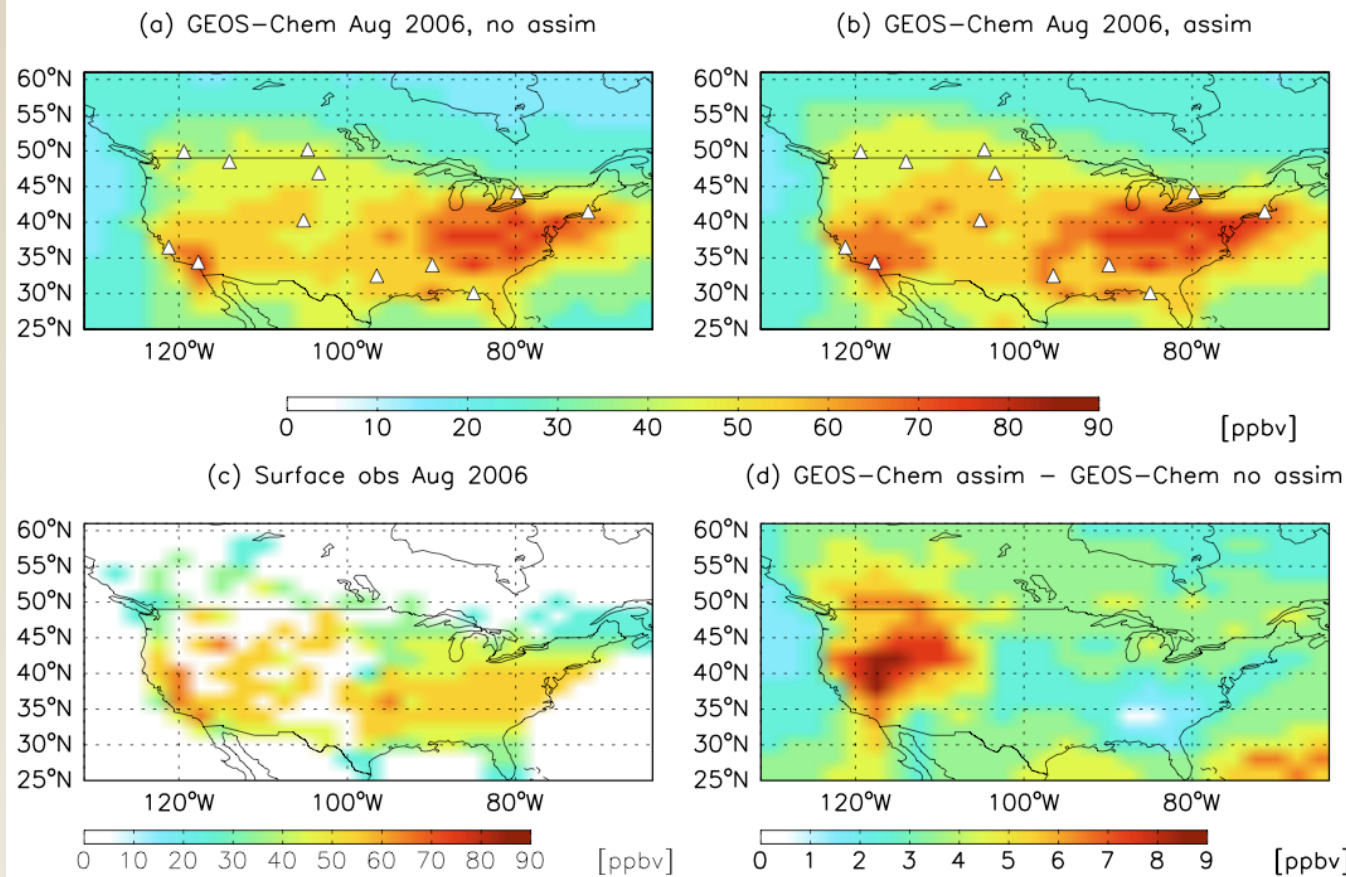 (a) GEOS-Chem Aug 2006, no assim
(b) GEOS-Chem Aug 2006, assim
60°N
55°N
50°N
45°N
40°N
35°N
30°N
25°N
120°W 100°W 80°W
60°N
55°N
50°N
45°N
40°N
35°N
30°N
25°N
120°W 100°W 80°W
0 10 20 30 40 50 60 70 80 90 [ppbv]
(c) Surface obs Aug 2006
(d) GEOS-Chem assim - GEOS-Chem no assim
60°N
55°N
50°N
45°N
40°N
35°N
30°N
25°N
120°W 100°W 80°W
60°N
55°N
50°N
45°N
40°N
35°N
30°N
25°N
120°W 100°W 80°W
0 10 20 30 40 50 60 70 80 90 [ppbv]
0 1 2 3 4 5 6 7 8 9 [ppbv]